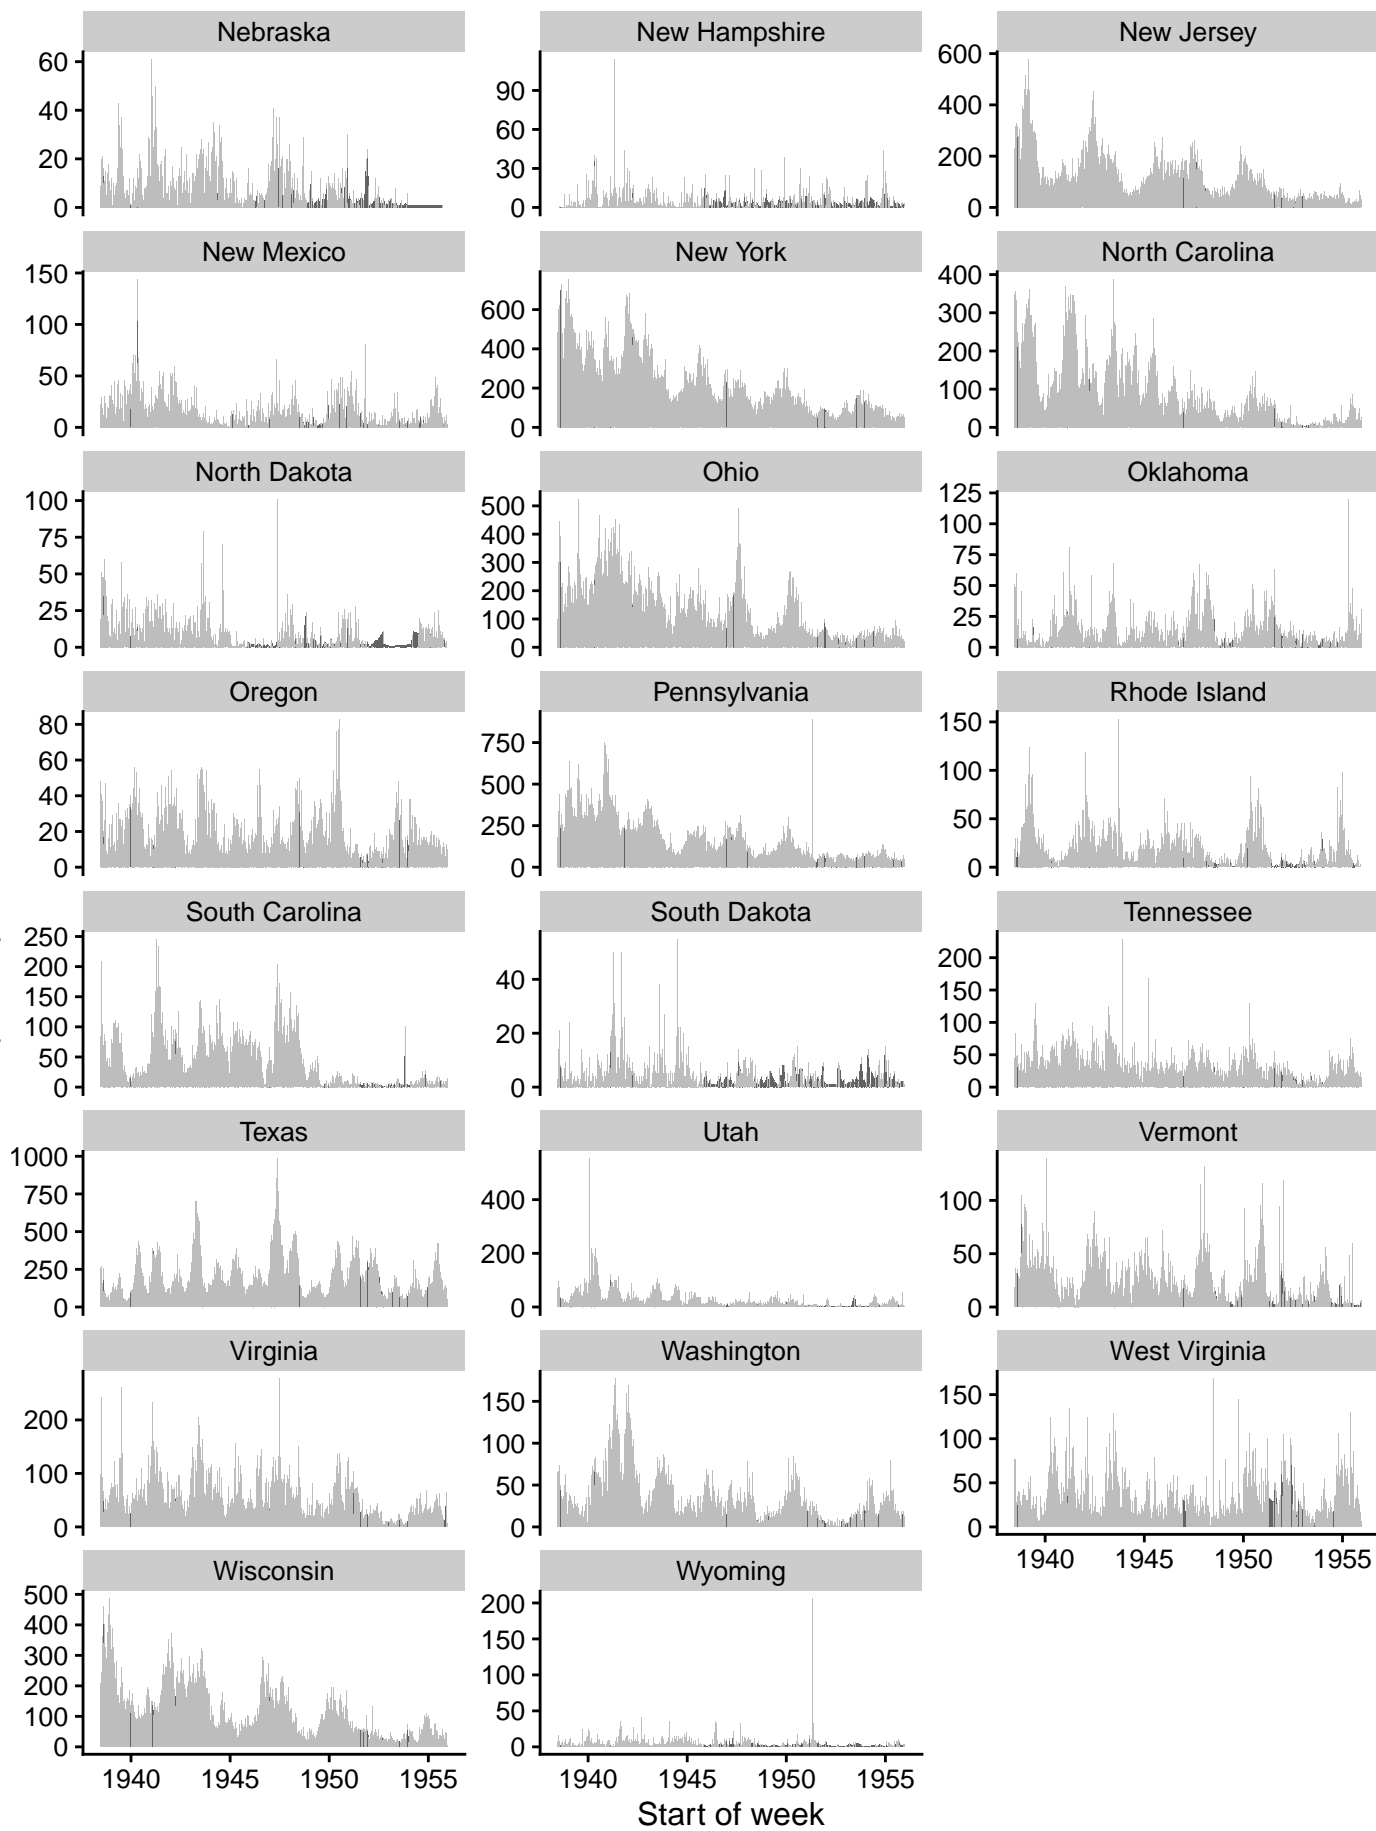 Nebraska New Hampshire New Jersey
60 40 20 0
90 60 30 0
600 400 200 0
New Mexico New York North Carolina
150 100 50 0
600 400 200 0
400 300 200 100 0
North Dakota Ohio Oklahoma
100 75 50 25 0
500 400 300 200 100 0
125 100 75 50 25 0
Oregon Pennsylvania Rhode Island
80 60 40 20 0
750 500 250 0
150 100 50 0
South Carolina South Dakota Tennessee
250 200 150 100 50 0
40 20 0
200 150 100 50 0
Texas Utah Vermont
1000 750 500 250 0
400 200 0
100 50 0
Virginia Washington West Virginia
200 100 0
150 100 50 0
150 100 50 0
1940 1945 1950 1955
Wisconsin Wyoming
500 400 300 200 100 0
200 150 100 50 0
1940 1945 1950 1955 1940 1945 1950 1955
Start of week